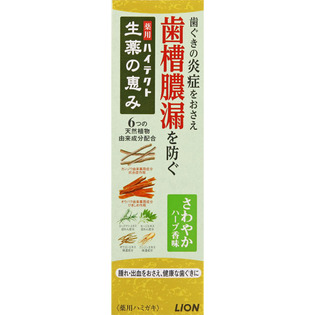 歯ぐきの炎症をおさえ
歯槽膿漏を防ぐ
薬用
ハイテクト
生薬の恵み
6つの
天然植物
由来成分配合
さわやか
ハーブ香味
腫れ・出血をおさえ、健康な歯ぐきに
〈薬用ハミガキ〉
LION